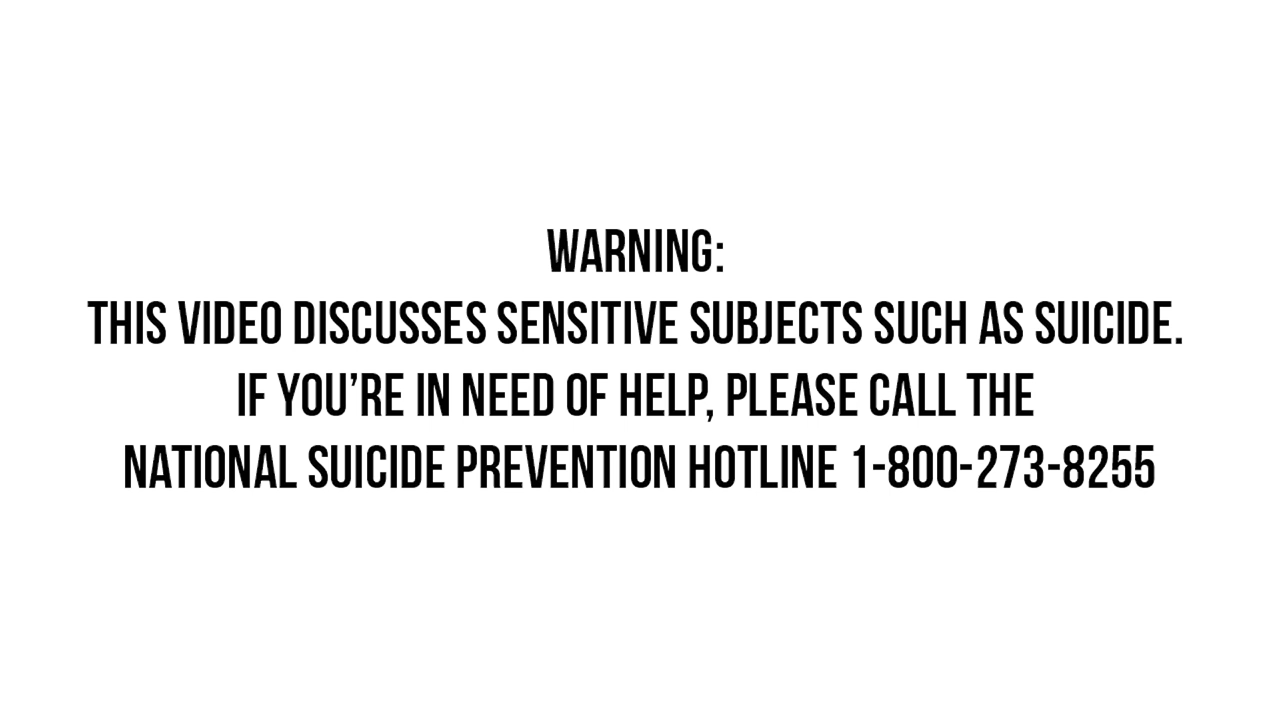 WARNING:
THIS VIDEO DISCUSSES SENSITIVE SUBJECTS SUCH AS SUICIDE.
IF YOU’RE IN NEED OF HELP, PLEASE CALL THE
NATIONAL SUICIDE PREVENTION HOTLINE 1-800-273-8255